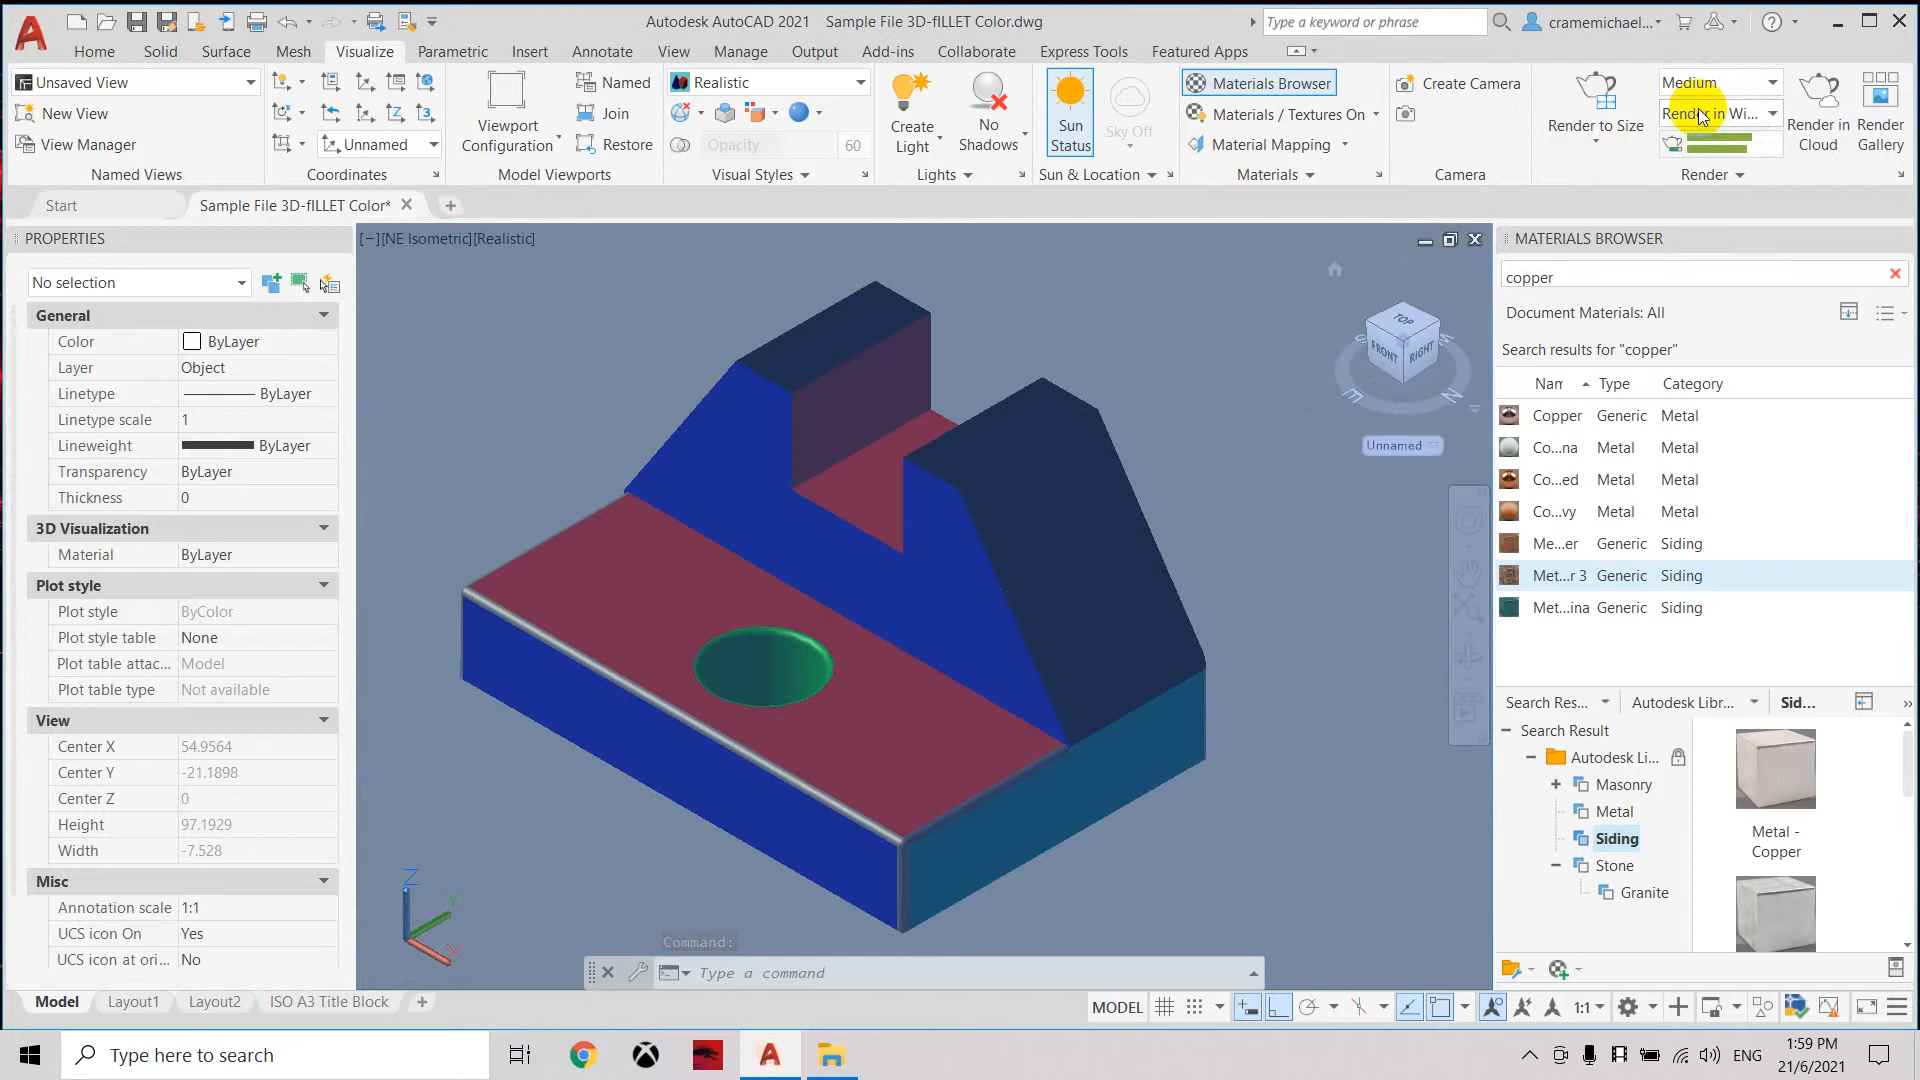 Autodesk AutoCAD 2021 Sample File 3D-fILLET Color.dwg
Type a keyword or phrase
cramemichael...
Home Solid Surface Mesh Visualize Parametric Insert Annotate View Manage Output Add-ins Collaborate Express Tools Featured Apps
Unsaved View
New View
View Manager
Named Views
Unnamed
Coordinates
Viewport
Configuration
Named
Join
Restore
Model Viewports
Realistic
Opacity 60
Visual Styles
Create
Light
No
Shadows
Lights
Sun
Status
Sky Off
Sun & Location
Materials Browser
Materials / Textures On
Material Mapping
Materials
Create Camera
Camera
Render to Size
Medium
Render in Wi...
Render in
Cloud
Render
Gallery
Render
Start
Sample File 3D-fILLET Color*
PROPERTIES
No selection
General
Color ByLayer
Layer Object
Linetype ByLayer
Linetype scale 1
Lineweight ByLayer
Transparency ByLayer
Thickness 0
3D Visualization
Material ByLayer
Plot style
Plot style ByColor
Plot style table None
Plot table attac... Model
Plot table type Not available
View
Center X 54.9564
Center Y -21.1898
Center Z 0
Height 97.1929
Width -7.528
Misc
Annotation scale 1:1
UCS icon On Yes
UCS icon at ori... No
[−][NE Isometric][Realistic]
TOP
FRONT
RIGHT
E
N
Unnamed
Z
Y
X
Command:
Type a command
MATERIALS BROWSER
copper
Document Materials: All
Search results for "copper"
Nam Type Category
Copper Generic Metal
Co...na Metal Metal
Co...ed Metal Metal
Co...vy Metal Metal
Me...er Generic Siding
Met...r 3 Generic Siding
Met...ina Generic Siding
Search Res... Autodesk Libr... Sid... »
Search Result
Autodesk Li...
Masonry
Metal
Siding
Stone
Granite
Metal -
Copper
Model Layout1 Layout2 ISO A3 Title Block
MODEL
1:1
Type here to search
ENG
1:59 PM
21/6/2021